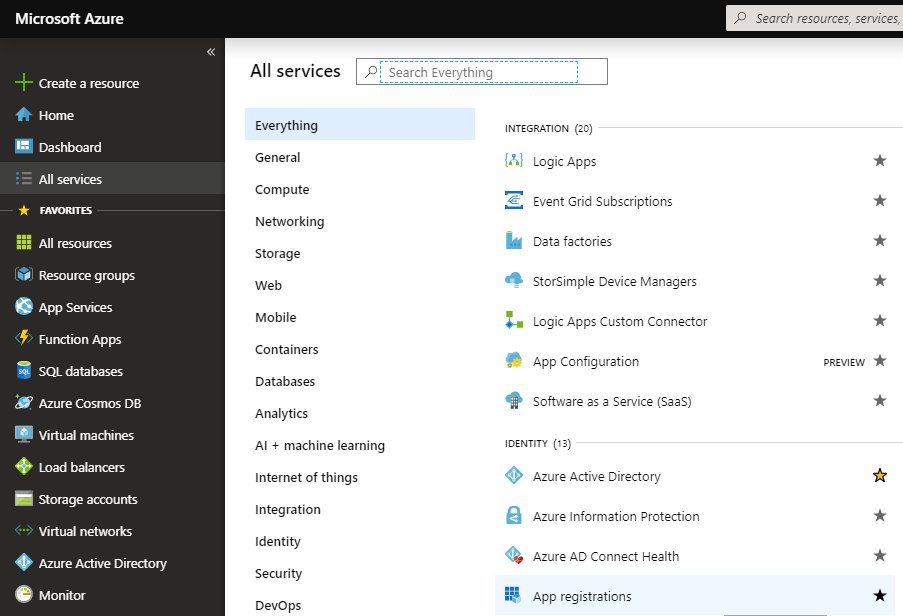 Microsoft Azure
Search resources, services,
«
Create a resource
Home
Dashboard
All services
FAVORITES
All resources
Resource groups
App Services
Function Apps
SQL databases
Azure Cosmos DB
Virtual machines
Load balancers
Storage accounts
Virtual networks
Azure Active Directory
Monitor
All services
Search Everything
Everything
General
Compute
Networking
Storage
Web
Mobile
Containers
Databases
Analytics
AI + machine learning
Internet of things
Integration
Identity
Security
DevOps
INTEGRATION (20)
Logic Apps
Event Grid Subscriptions
Data factories
StorSimple Device Managers
Logic Apps Custom Connector
App Configuration PREVIEW
Software as a Service (SaaS)
IDENTITY (13)
Azure Active Directory
Azure Information Protection
Azure AD Connect Health
App registrations